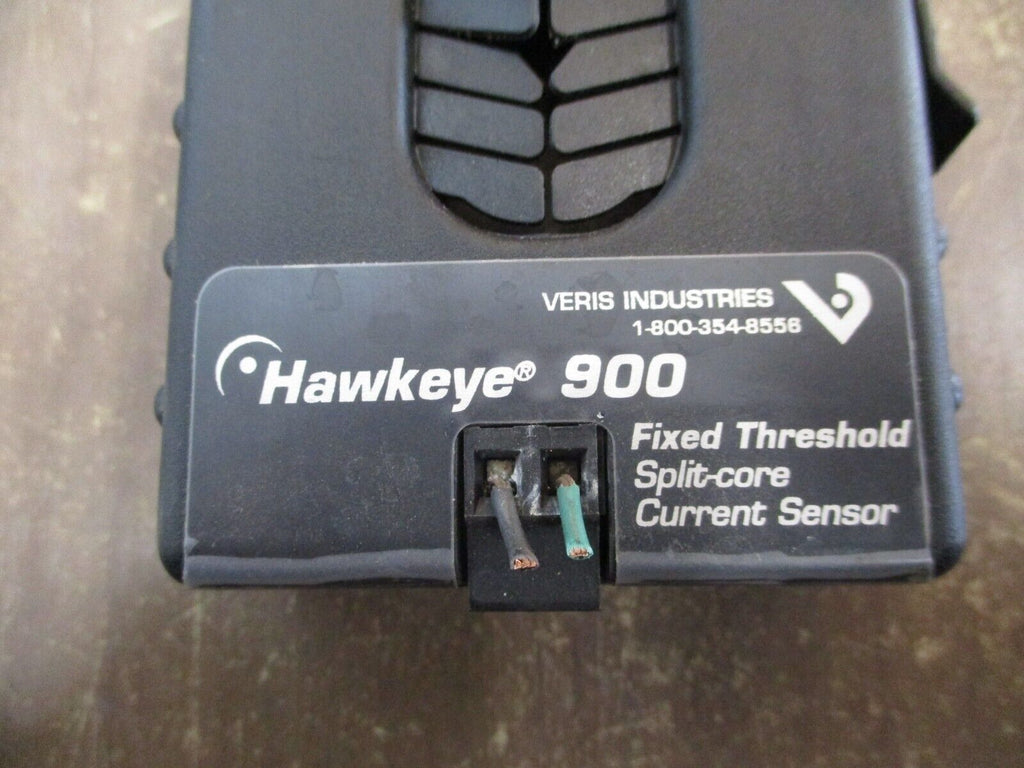 VERIS INDUSTRIES
1-800-354-8556
Hawkeye® 900
Fixed Threshold
Split-core
Current Sensor